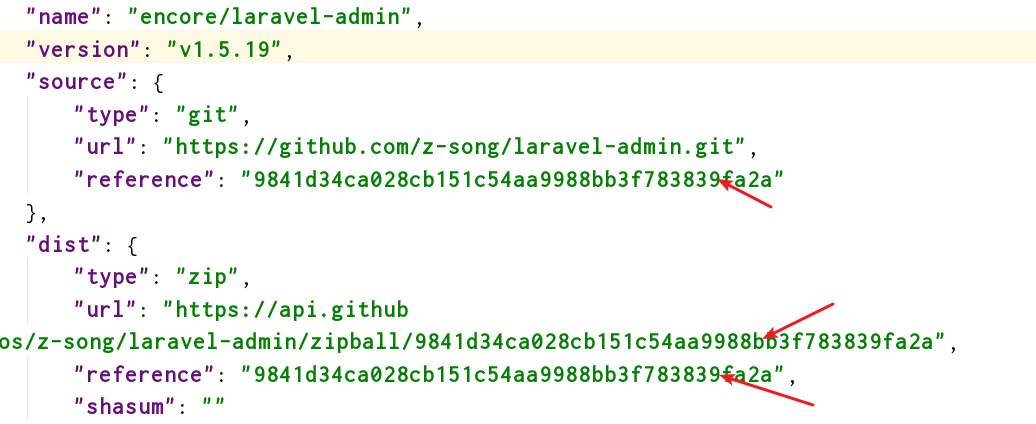 "name": "encore/laravel-admin",
"version": "v1.5.19",
"source": {
"type": "git",
"url": "https://github.com/z-song/laravel-admin.git",
"reference": "9841d34ca028cb151c54aa9988bb3f783839fa2a"
},
"dist": {
"type": "zip",
"url": "https://api.github
os/z-song/laravel-admin/zipball/9841d34ca028cb151c54aa9988bb3f783839fa2a",
"reference": "9841d34ca028cb151c54aa9988bb3f783839fa2a",
"shasum": ""